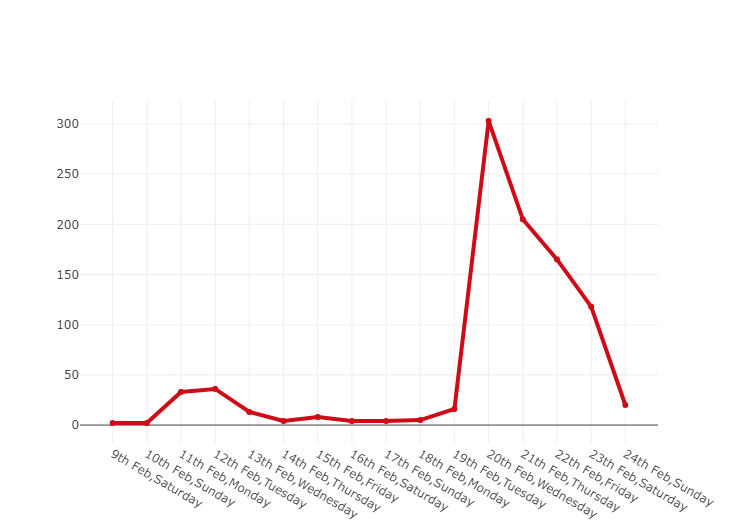 300
250
200
150
100
50
0
9th Feb,Saturday
10th Feb,Sunday
11th Feb,Monday
12th Feb,Tuesday
13th Feb,Wednesday
14th Feb,Thursday
15th Feb,Friday
16th Feb,Saturday
17th Feb,Sunday
18th Feb,Monday
19th Feb,Tuesday
20th Feb,Wednesday
21th Feb,Thursday
22th Feb,Friday
23th Feb,Saturday
24th Feb,Sunday